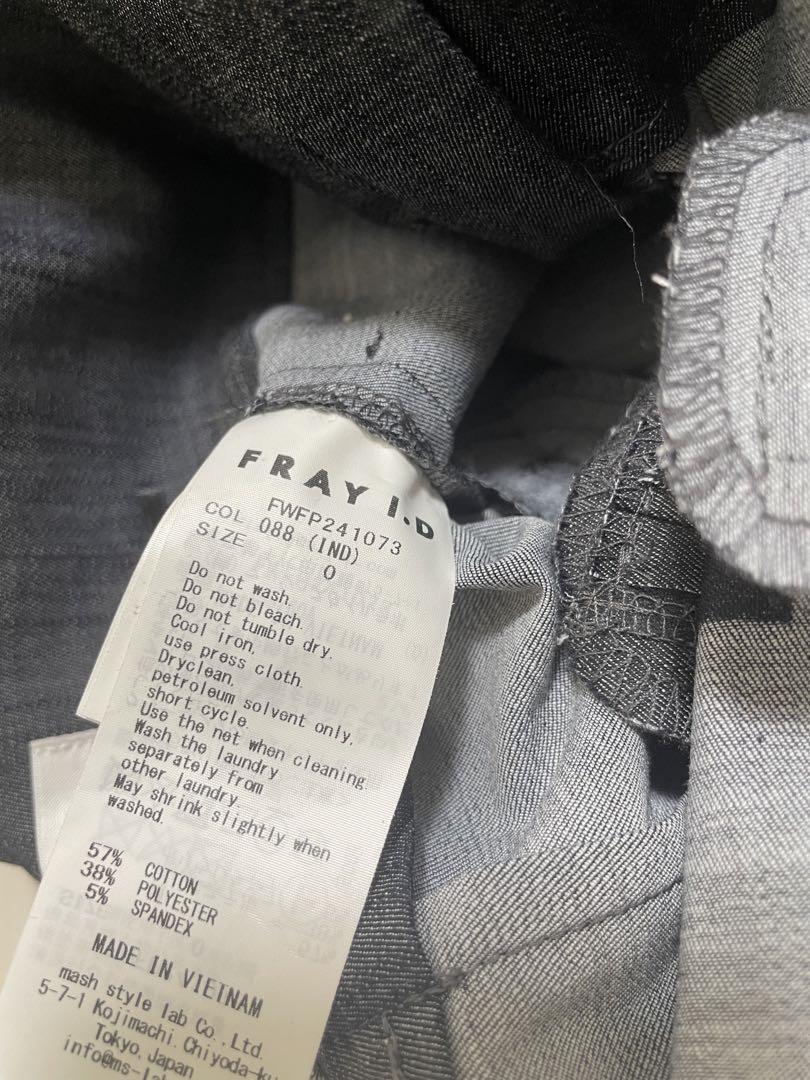 FRAY I.D
FWFP241073
COL 088 (IND)
SIZE 0
Do not wash.
Do not bleach.
Do not tumble dry.
Cool iron,
use press cloth.
Dryclean,
petroleum solvent only,
short cycle.
Use the net when cleaning.
Wash the laundry
separately from
other laundry.
May shrink slightly when
washed.
57% COTTON
38% POLYESTER
5% SPANDEX
MADE IN VIETNAM
mash style lab Co.,Ltd.
5-7-1 Kojimachi,Chiyoda-ku
Tokyo,Japan